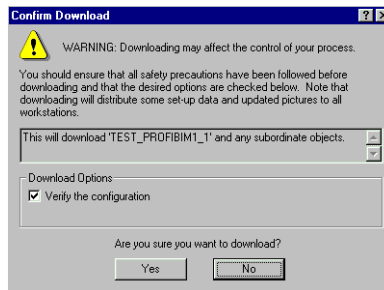 Confirm Download
WARNING: Downloading may affect the control of your process.
You should ensure that all safety precautions have been followed before
downloading and that the desired options are checked below. Note that
downloading will distribute some set-up data and updated pictures to all
workstations.
This will download 'TEST_PROFIBIM1_1' and any subordinate objects.
Download Options
Verify the configuration
Are you sure you want to download?
Yes
No